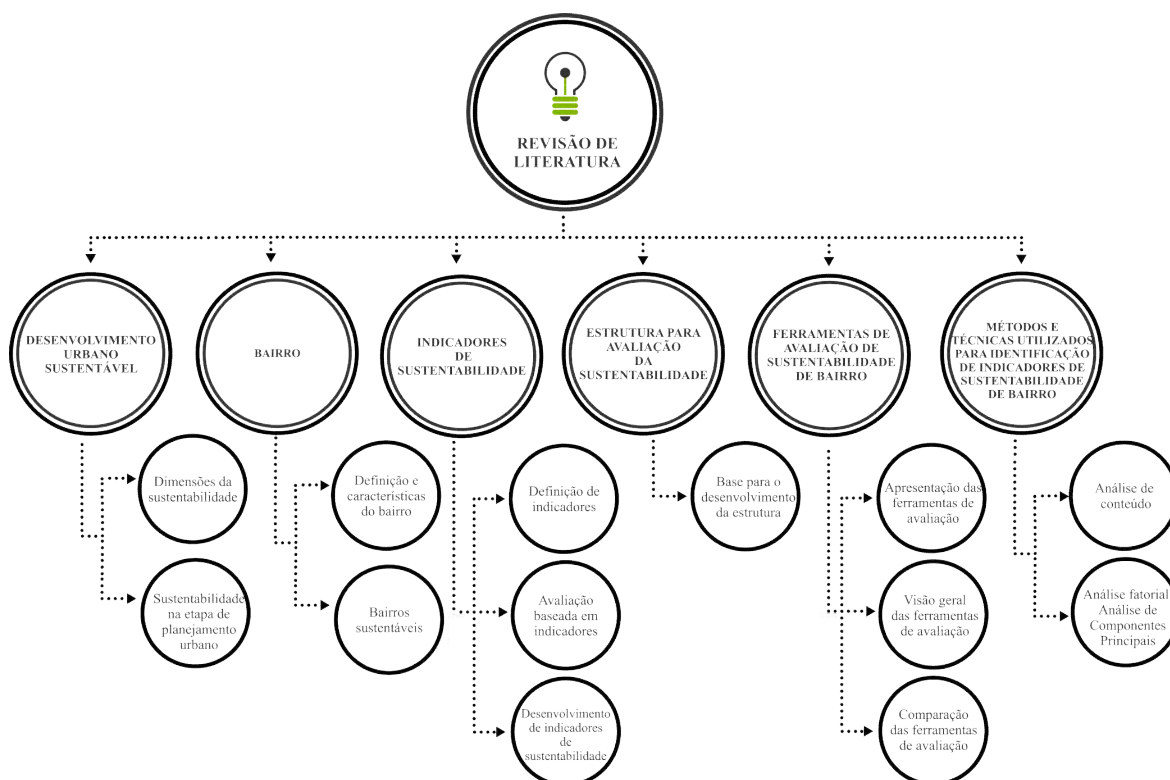 REVISÃO DE
LITERATURA
DESENVOLVIMENTO
URBANO
SUSTENTÁVEL
BAIRRO
INDICADORES
DE
SUSTENTABILIDADE
ESTRUTURA PARA
AVALIAÇÃO
DA
SUSTENTABILIDADE
FERRAMENTAS DE
AVALIAÇÃO DE
SUSTENTABILIDADE
DE BAIRRO
MÉTODOS E
TÉCNICAS UTILIZADOS
PARA IDENTIFICAÇÃO
DE INDICADORES DE
SUSTENTABILIDADE
DE BAIRRO
Dimensões da
sustentabilidade
Sustentabilidade
na etapa de
planejamento
urbano
Definição e
características
do bairro
Bairros
sustentáveis
Definição de
indicadores
Avaliação
baseada em
indicadores
Desenvolvimento
de indicadores
de
sustentabilidade
Base para o
desenvolvimento
da estrutura
Apresentação das
ferramentas de
avaliação
Visão geral
das ferramentas
de avaliação
Comparação
das ferramentas
de avaliação
Análise de
conteúdo
Análise fatorial
Análise de
Componentes
Principais